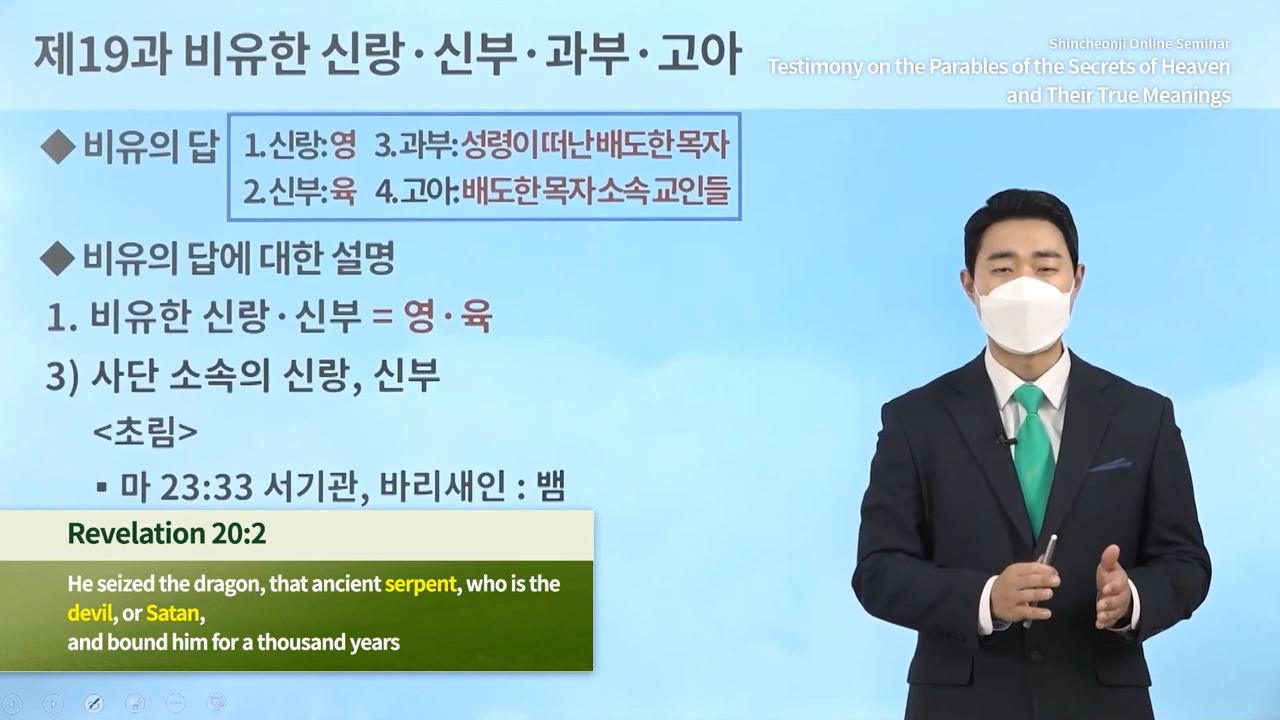 제19과 비유한 신랑·신부·과부·고아
Shincheonji Online Seminar
Testimony on the Parables of the Secrets of Heaven
and Their True Meanings
◆ 비유의 답
1. 신랑: 영 3. 과부: 성령이 떠난 배도한 목자
2. 신부: 육 4. 고아: 배도한 목자 소속 교인들
◆ 비유의 답에 대한 설명
1. 비유한 신랑·신부 = 영·육
3) 사단 소속의 신랑, 신부
<초림>
▪ 마 23:33 서기관, 바리새인 : 뱀
Revelation 20:2
He seized the dragon, that ancient serpent, who is the
devil, or Satan,
and bound him for a thousand years